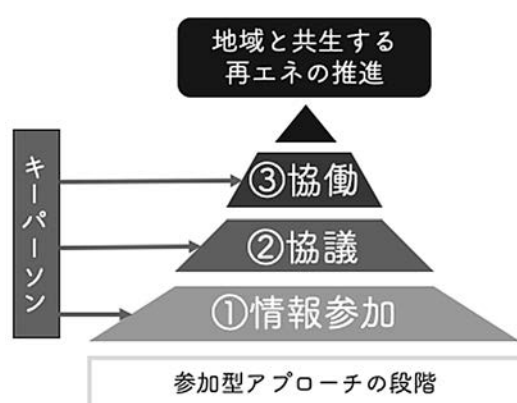 地域と共生する
再エネの推進
キーパーソン
③協働
②協議
①情報参加
参加型アプローチの段階